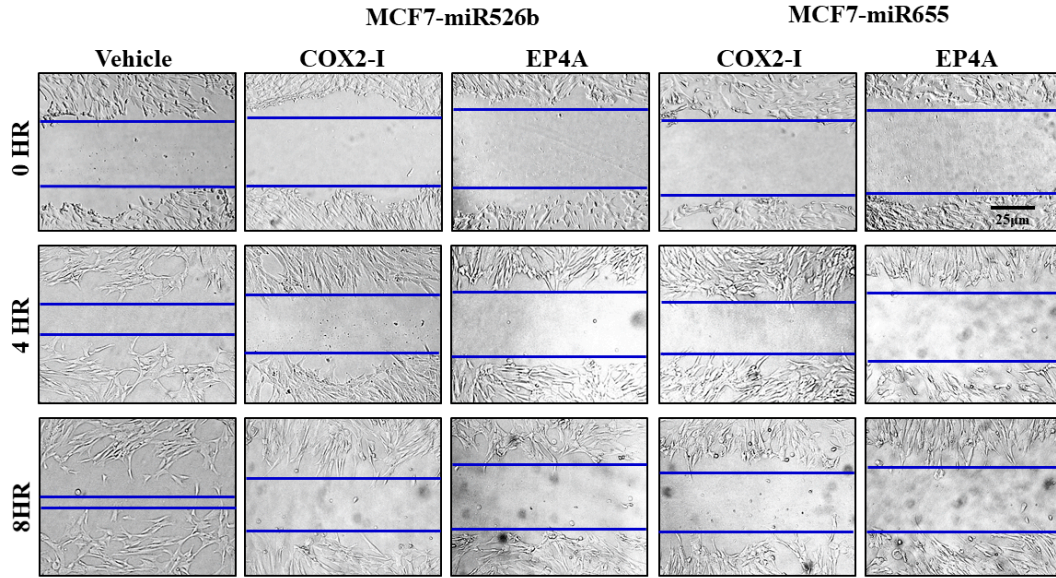 MCF7-miR526b MCF7-miR655
Vehicle COX2-I EP4A COX2-I EP4A
0 HR
25µm
4 HR
8HR